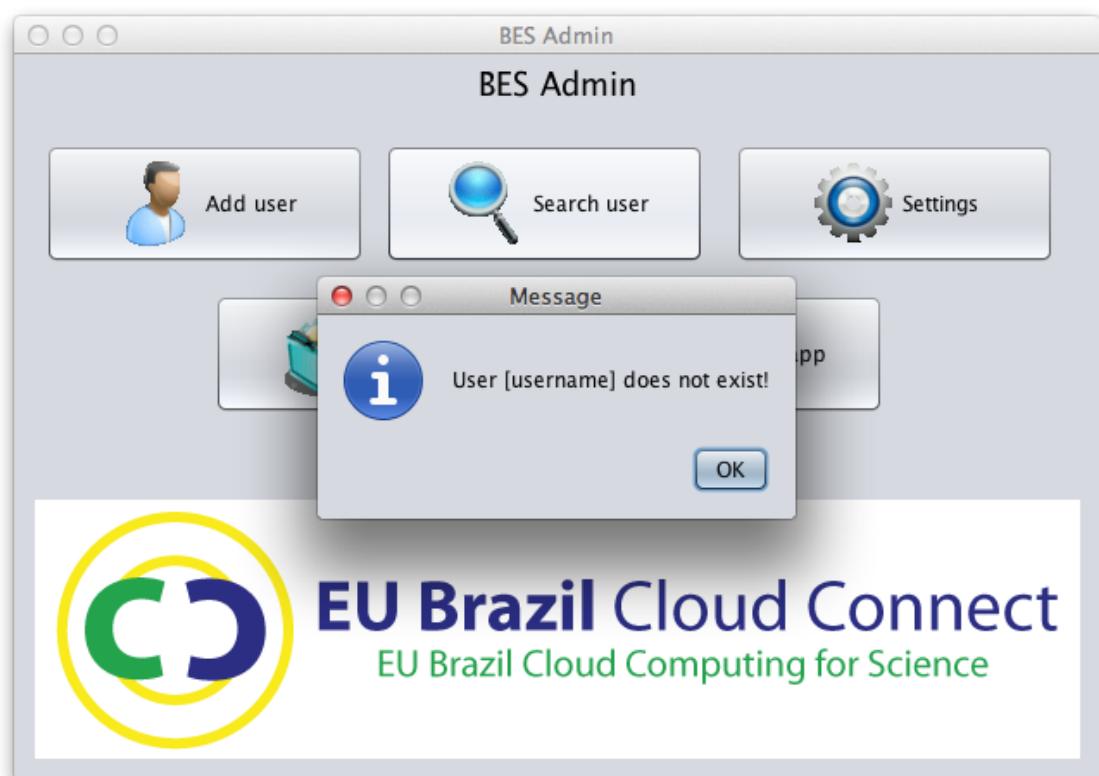 BES Admin
BES Admin
Add user
Search user
Settings
Message
User [username] does not exist!
OK
EU Brazil Cloud Connect
EU Brazil Cloud Computing for Science